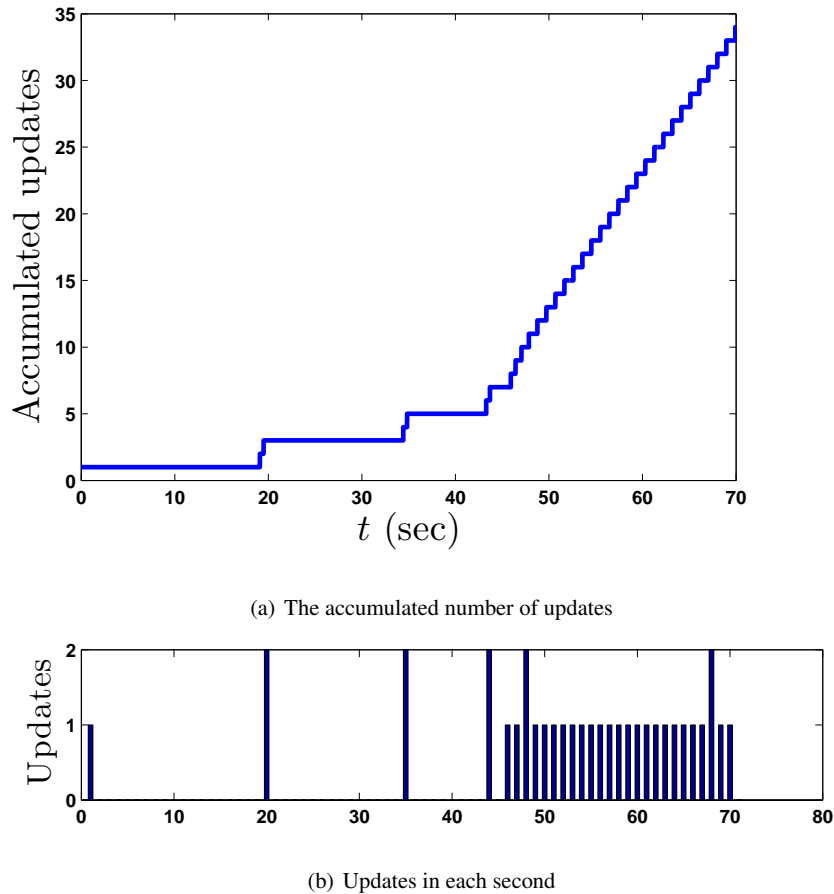 35
30
25
20
15
10
5
0
Accumulated updates
0 10 20 30 40 50 60 70
t (sec)
(a) The accumulated number of updates
2
1
0
Updates
0 10 20 30 40 50 60 70 80
(b) Updates in each second